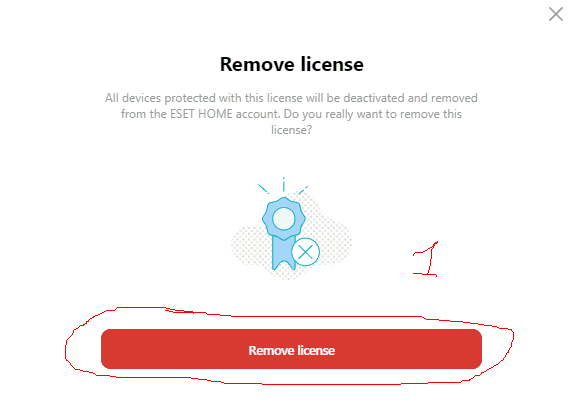 Remove license
All devices protected with this license will be deactivated and removed
from the ESET HOME account. Do you really want to remove this
license?
1
Remove license